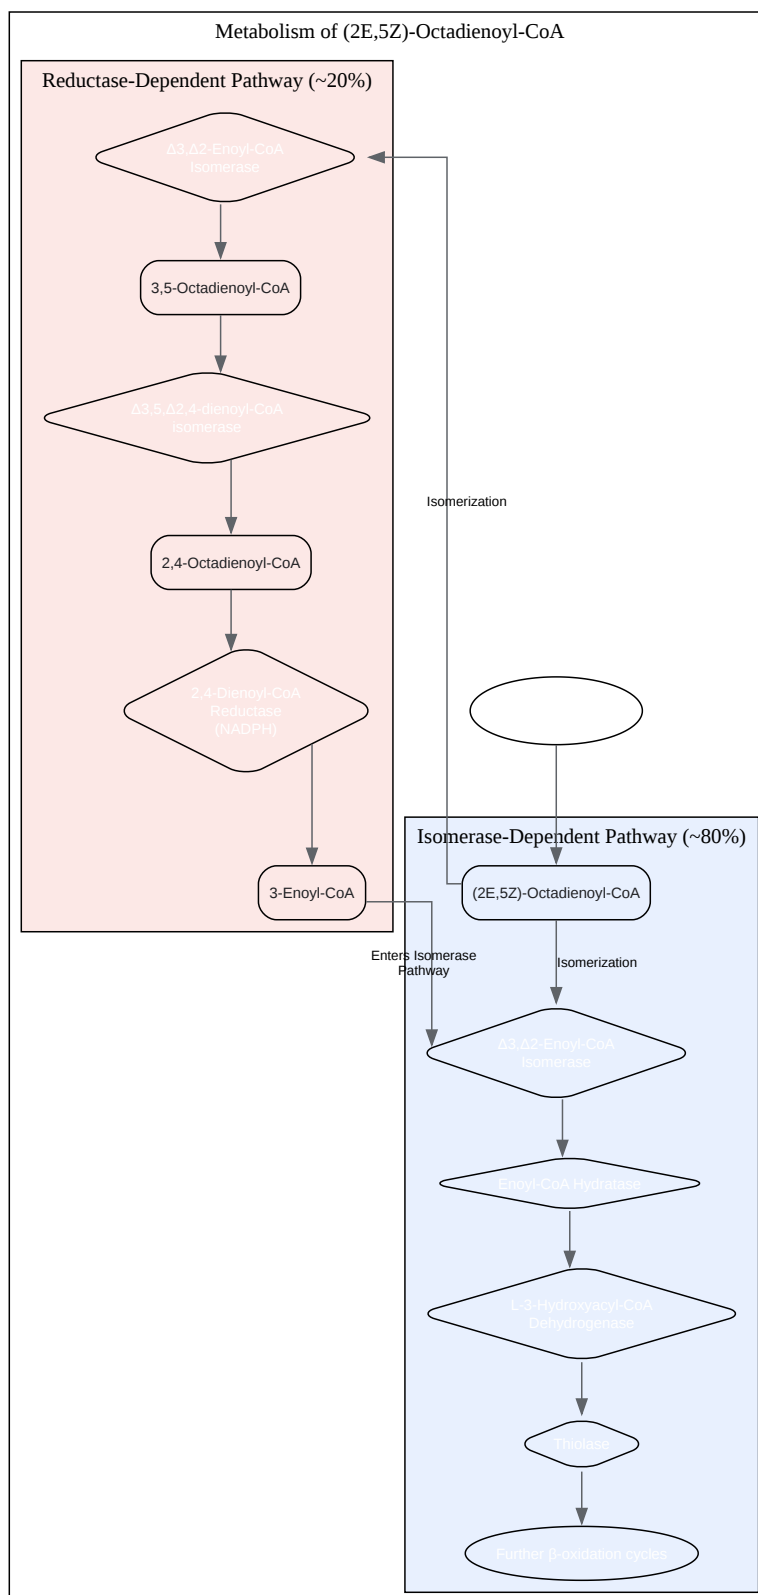 Metabolism of (2E,5Z)-Octadienoyl-CoA
Reductase-Dependent Pathway (~20%)
Δ3,Δ2-Enoyl-CoA
Isomerase
3,5-Octadienoyl-CoA
Δ3,5,Δ2,4-dienoyl-CoA
isomerase
Isomerization
2,4-Octadienoyl-CoA
2,4-Dienoyl-CoA
Reductase
(NADPH)
Isomerase-Dependent Pathway (~80%)
3-Enoyl-CoA
(2E,5Z)-Octadienoyl-CoA
Enters Isomerase
Pathway
Isomerization
Δ3,Δ2-Enoyl-CoA
Isomerase
Enoyl-CoA Hydratase
L-3-Hydroxyacyl-CoA
Dehydrogenase
Thiolase
Further β-oxidation cycles